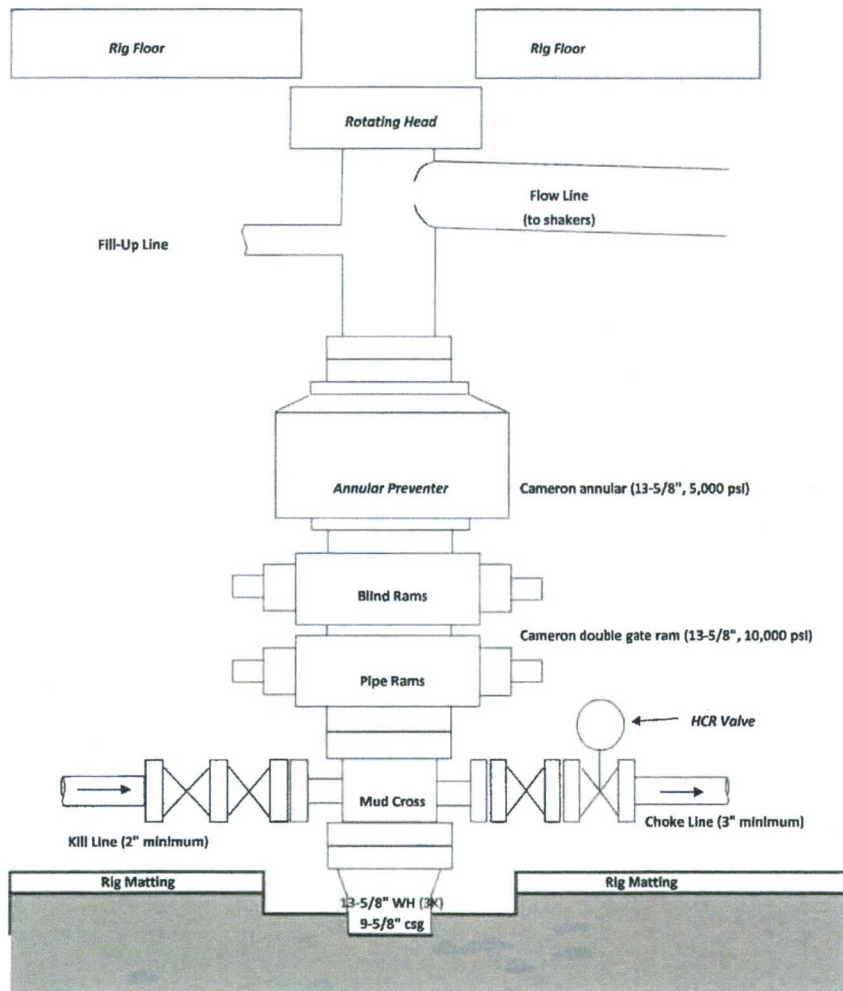 Rig Floor
Rig Floor
Rotating Head
Flow Line
(to shakers)
Fill-Up Line
Annular Preventer
Cameron annular (13-5/8", 5,000 psi)
Blind Rams
Cameron double gate ram (13-5/8", 10,000 psi)
Pipe Rams
HCR Valve
Mud Cross
Kill Line (2" minimum)
Choke Line (3" minimum)
Rig Matting
Rig Matting
13-5/8" WH (3K)
9-5/8" csg